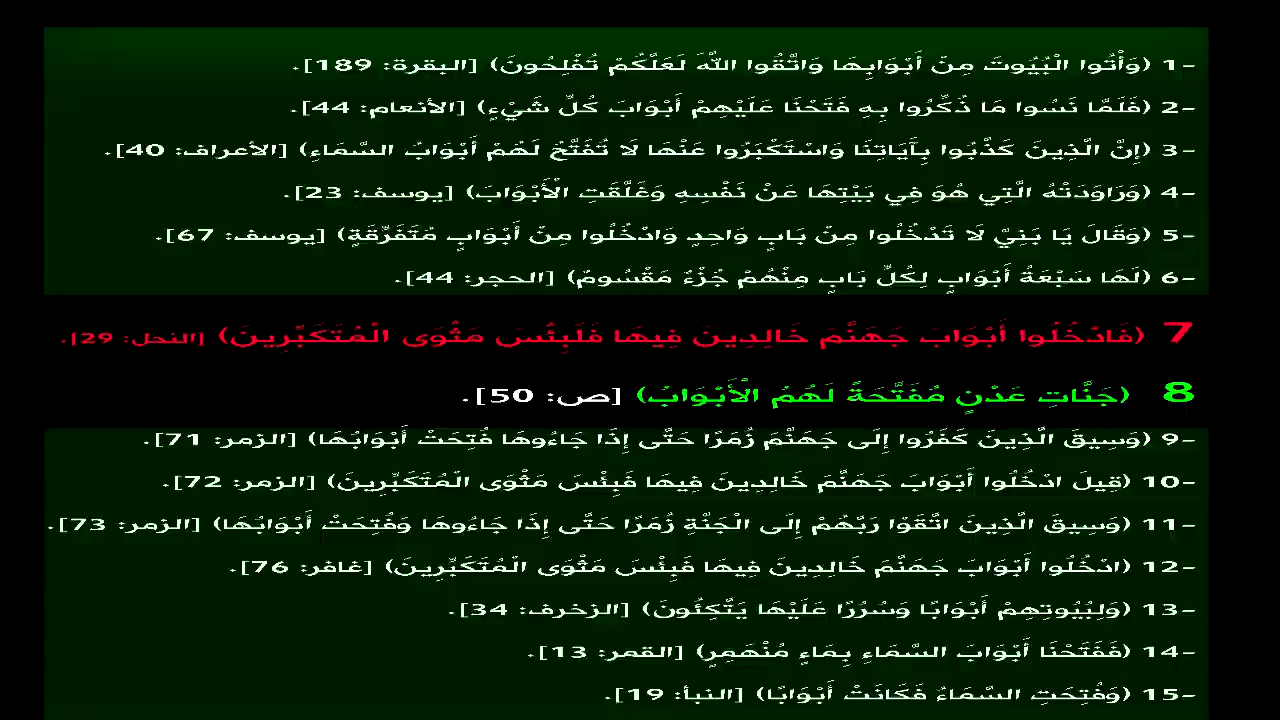 1- (وَأْتُوا الْبُيُوتَ مِنْ أَبْوَابِهَا وَاتَّقُوا اللَّهَ لَعَلَّكُمْ تُفْلِحُونَ) [البقرة: 189].
2- (فَلَمَّا نَسُوا مَا ذُكِّرُوا بِهِ فَتَحْنَا عَلَيْهِمْ أَبْوَابَ كُلِّ شَيْءٍ) [الأنعام: 44].
3- (إِنَّ الَّذِينَ كَذَّبُوا بِآَيَاتِنَا وَاسْتَكْبَرُوا عَنْهَا لَا تُفَتَّحُ لَهُمْ أَبْوَابُ السَّمَاءِ) [الأعراف: 40].
4- (وَرَاوَدَتْهُ الَّتِي هُوَ فِي بَيْتِهَا عَنْ نَفْسِهِ وَغَلَّقَتِ الْأَبْوَابَ) [يوسف: 23].
5- (وَقَالَ يَا بَنِيَّ لَا تَدْخُلُوا مِنْ بَابٍ وَاحِدٍ وَادْخُلُوا مِنْ أَبْوَابٍ مُتَفَرِّقَةٍ) [يوسف: 67].
6- (لَهَا سَبْعَةُ أَبْوَابٍ لِكُلِّ بَابٍ مِنْهُمْ جُزْءٌ مَقْسُومٌ) [الحجر: 44].
7 (فَادْخُلُوا أَبْوَابَ جَهَنَّمَ خَالِدِينَ فِيهَا فَلَبِئْسَ مَثْوَى الْمُتَكَبِّرِينَ) [النحل: 29].
8 (جَنَّاتِ عَدْنٍ مُفَتَّحَةً لَهُمُ الْأَبْوَابُ) [ص: 50].
9- (وَسِيقَ الَّذِينَ كَفَرُوا إِلَى جَهَنَّمَ زُمَرًا حَتَّى إِذَا جَاءُوهَا فُتِحَتْ أَبْوَابُهَا) [الزمر: 71].
10- (قِيلَ ادْخُلُوا أَبْوَابَ جَهَنَّمَ خَالِدِينَ فِيهَا فَبِئْسَ مَثْوَى الْمُتَكَبِّرِينَ) [الزمر: 72].
11- (وَسِيقَ الَّذِينَ اتَّقَوْا رَبَّهُمْ إِلَى الْجَنَّةِ زُمَرًا حَتَّى إِذَا جَاءُوهَا وَفُتِحَتْ أَبْوَابُهَا) [الزمر: 73].
12- (ادْخُلُوا أَبْوَابَ جَهَنَّمَ خَالِدِينَ فِيهَا فَبِئْسَ مَثْوَى الْمُتَكَبِّرِينَ) [غافر: 76].
13- (وَلِبُيُوتِهِمْ أَبْوَابًا وَسُرُرًا عَلَيْهَا يَتَّكِئُونَ) [الزخرف: 34].
14- (فَفَتَحْنَا أَبْوَابَ السَّمَاءِ بِمَاءٍ مُنْهَمِرٍ) [القمر: 13].
15- (وَفُتِحَتِ السَّمَاءُ فَكَانَتْ أَبْوَابًا) [النبأ: 19].